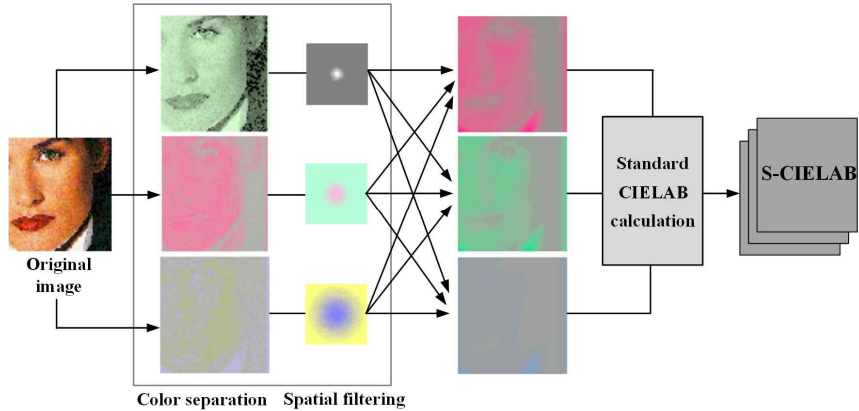 Original
image
Color separation
Spatial filtering
Standard
CIELAB
calculation
S-CIELAB